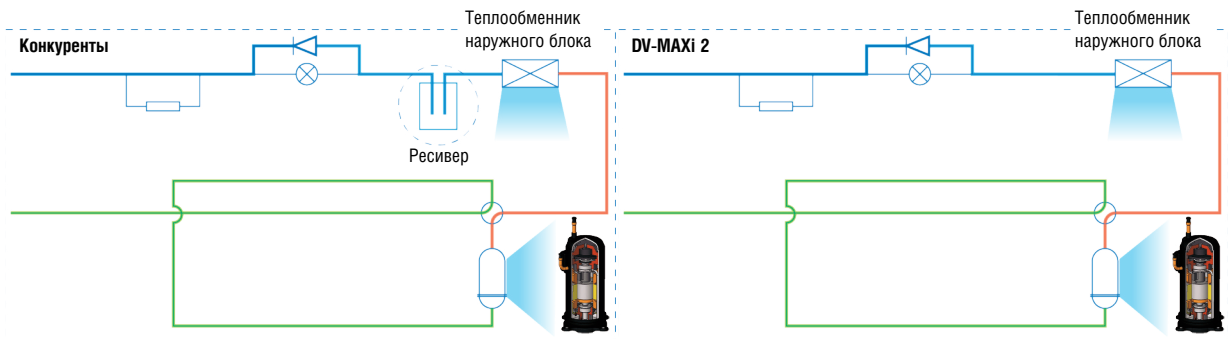 Конкуренты
Теплообменник
наружного блока
Ресивер
DV-MAXi 2
Теплообменник
наружного блока